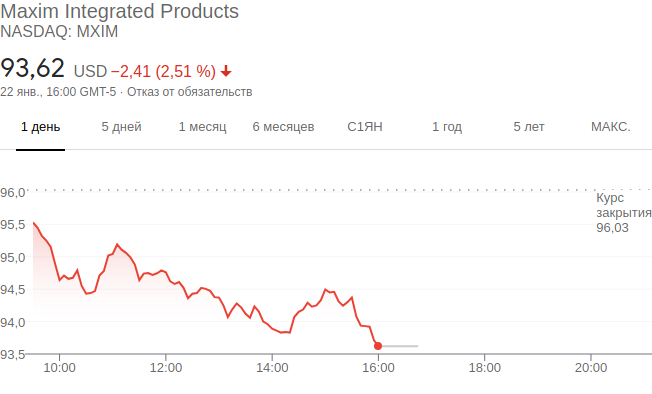 Maxim Integrated Products
NASDAQ: MXIM
93,62 USD −2,41 (2,51 %)
22 янв., 16:00 GMT-5 · Отказ от обязательств
1 день 5 дней 1 месяц 6 месяцев С1ЯН 1 год 5 лет МАКС.
96,0
Курс
закрытия
96,03
95,5
95,0
94,5
94,0
93,5
10:00 12:00 14:00 16:00 18:00 20:00